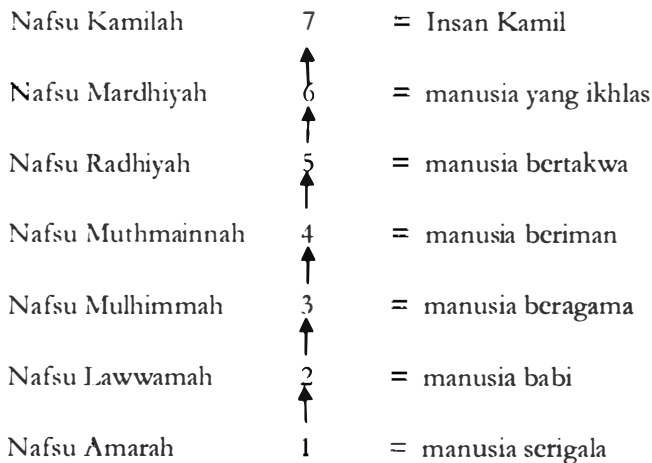 Nafsu Kamilah 7 = Insan Kamil
Nafsu Mardhiyah 6 = manusia yang ikhlas
Nafsu Radhiyah 5 = manusia bertakwa
Nafsu Muthmainnah 4 = manusia beriman
Nafsu Mulhimmah 3 = manusia beragama
Nafsu Lawwamah 2 = manusia babi
Nafsu Amarah 1 = manusia serigala